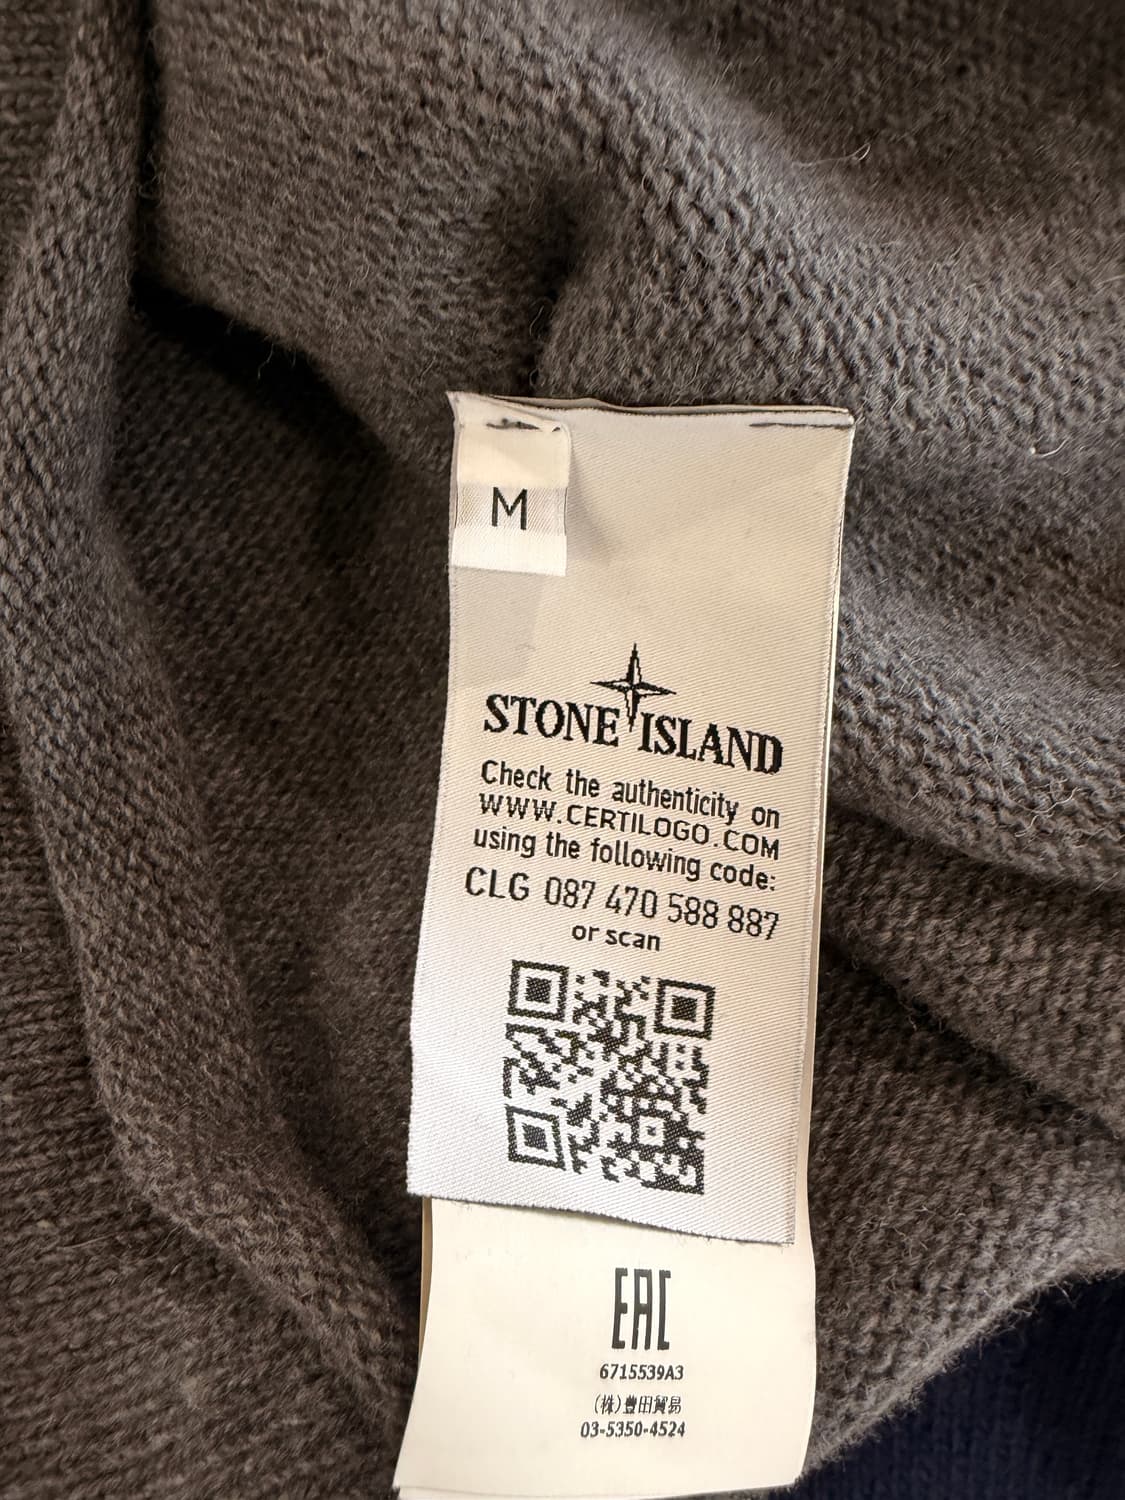 M
STONE ISLAND
Check the authenticity on
WWW.CERTILOGO.COM
using the following code:
CLG 087 470 588 887
or scan
EAC
6715539A3
(株)豊田貿易
03-5350-4524